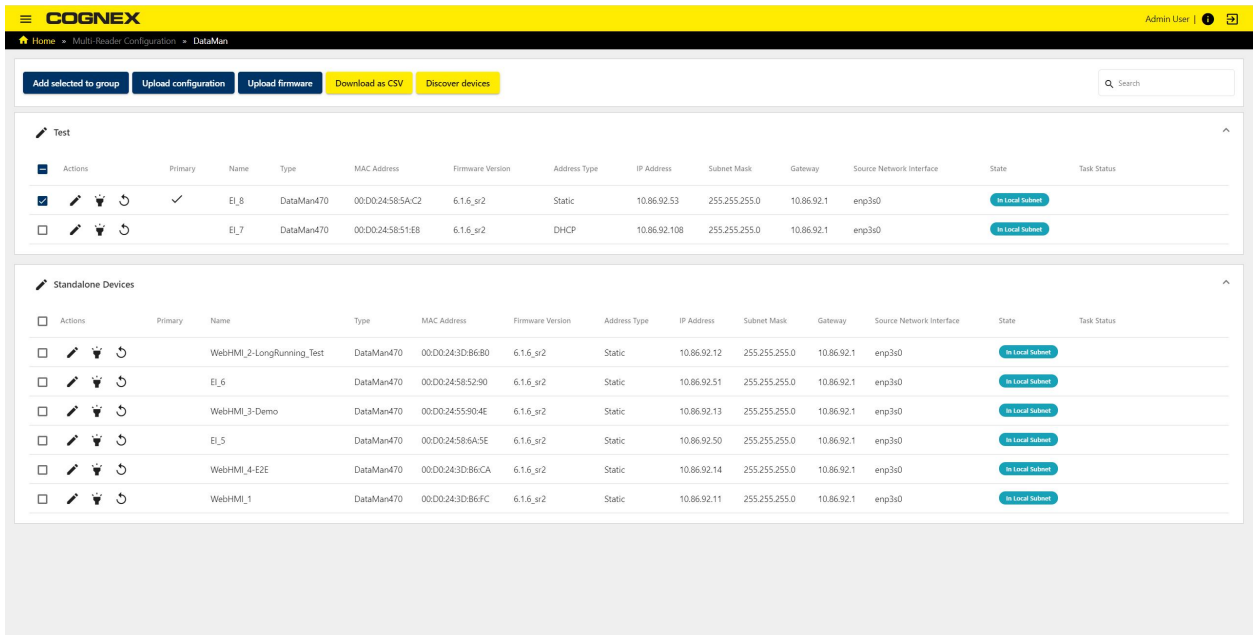 COGNEX Admin User |
Home » Multi-Reader Configuration » DataMan
Add selected to group Upload configuration Upload firmware Download as CSV Discover devices Search
Test
Actions Primary Name Type MAC Address Firmware Version Address Type IP Address Subnet Mask Gateway Source Network Interface State Task Status
EI_8 DataMan470 00:D0:24:58:5A:C2 6.1.6_sr2 Static 10.86.92.53 255.255.255.0 10.86.92.1 enp3s0 In Local Subnet
EI_7 DataMan470 00:D0:24:58:51:E8 6.1.6_sr2 DHCP 10.86.92.108 255.255.255.0 10.86.92.1 enp3s0 In Local Subnet
Standalone Devices
Actions Primary Name Type MAC Address Firmware Version Address Type IP Address Subnet Mask Gateway Source Network Interface State Task Status
WebHMI_2-LongRunning_Test DataMan470 00:D0:24:3D:B6:B0 6.1.6_sr2 Static 10.86.92.12 255.255.255.0 10.86.92.1 enp3s0 In Local Subnet
EI_6 DataMan470 00:D0:24:58:52:90 6.1.6_sr2 Static 10.86.92.51 255.255.255.0 10.86.92.1 enp3s0 In Local Subnet
WebHMI_3-Demo DataMan470 00:D0:24:55:90:4E 6.1.6_sr2 Static 10.86.92.13 255.255.255.0 10.86.92.1 enp3s0 In Local Subnet
EI_5 DataMan470 00:D0:24:58:6A:5E 6.1.6_sr2 Static 10.86.92.50 255.255.255.0 10.86.92.1 enp3s0 In Local Subnet
WebHMI_4-E2E DataMan470 00:D0:24:3D:B6:CA 6.1.6_sr2 Static 10.86.92.14 255.255.255.0 10.86.92.1 enp3s0 In Local Subnet
WebHMI_1 DataMan470 00:D0:24:3D:B6:FC 6.1.6_sr2 Static 10.86.92.11 255.255.255.0 10.86.92.1 enp3s0 In Local Subnet